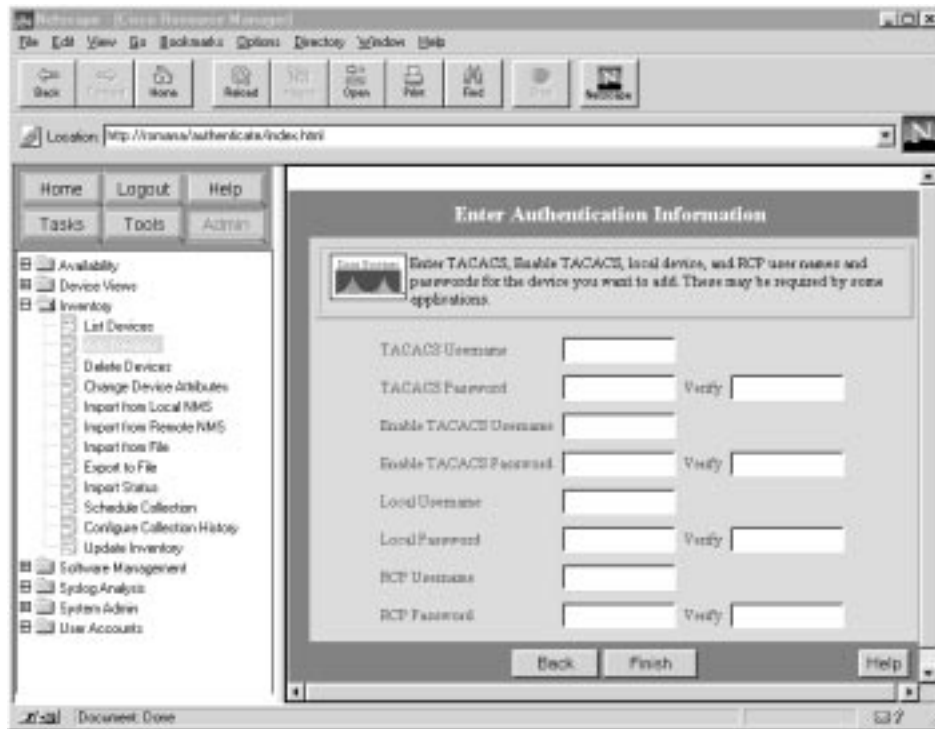 Netscape - [Cisco Resource Manager]
File Edit View Go Bookmarks Options Directory Window Help
Back Home Reload Open Print Find Netscape
Location: http://ramana/authenticate/index.html
N
Home Logout Help
Tasks Tools Admin
Availability
Device Views
Inventory
List Devices
Delete Devices
Change Device Attributes
Import from Local NMS
Import from Remote NMS
Import from File
Export to File
Import Status
Schedule Collection
Configure Collection History
Update Inventory
Software Management
Syslog Analysis
System Admin
User Accounts
Enter Authentication Information
Enter TACACS, Enable TACACS, local device, and RCP user names and
passwords for the device you want to add. These may be required by some
applications.
TACACS Username
TACACS Password Verify
Enable TACACS Username
Enable TACACS Password Verify
Local Username
Local Password Verify
RCP Username
RCP Password Verify
Back Finish Help
Document: Done